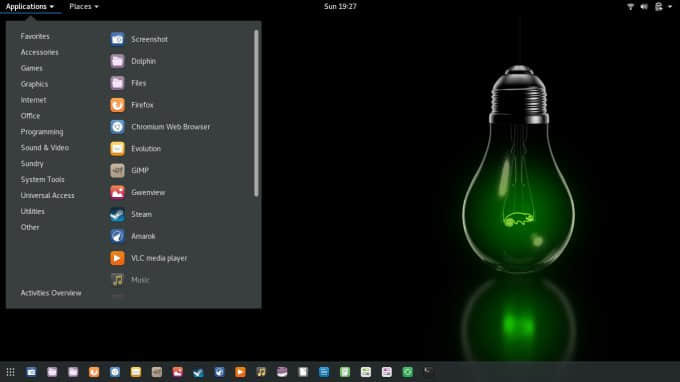 Applications Places Sun 19:27
Favorites
Accessories
Games
Graphics
Internet
Office
Programming
Sound & Video
Sundry
System Tools
Universal Access
Utilities
Other
Activities Overview
Screenshot
Dolphin
Files
Firefox
Chromium Web Browser
Evolution
GIMP
Gwenview
Steam
Amarok
VLC media player
Music